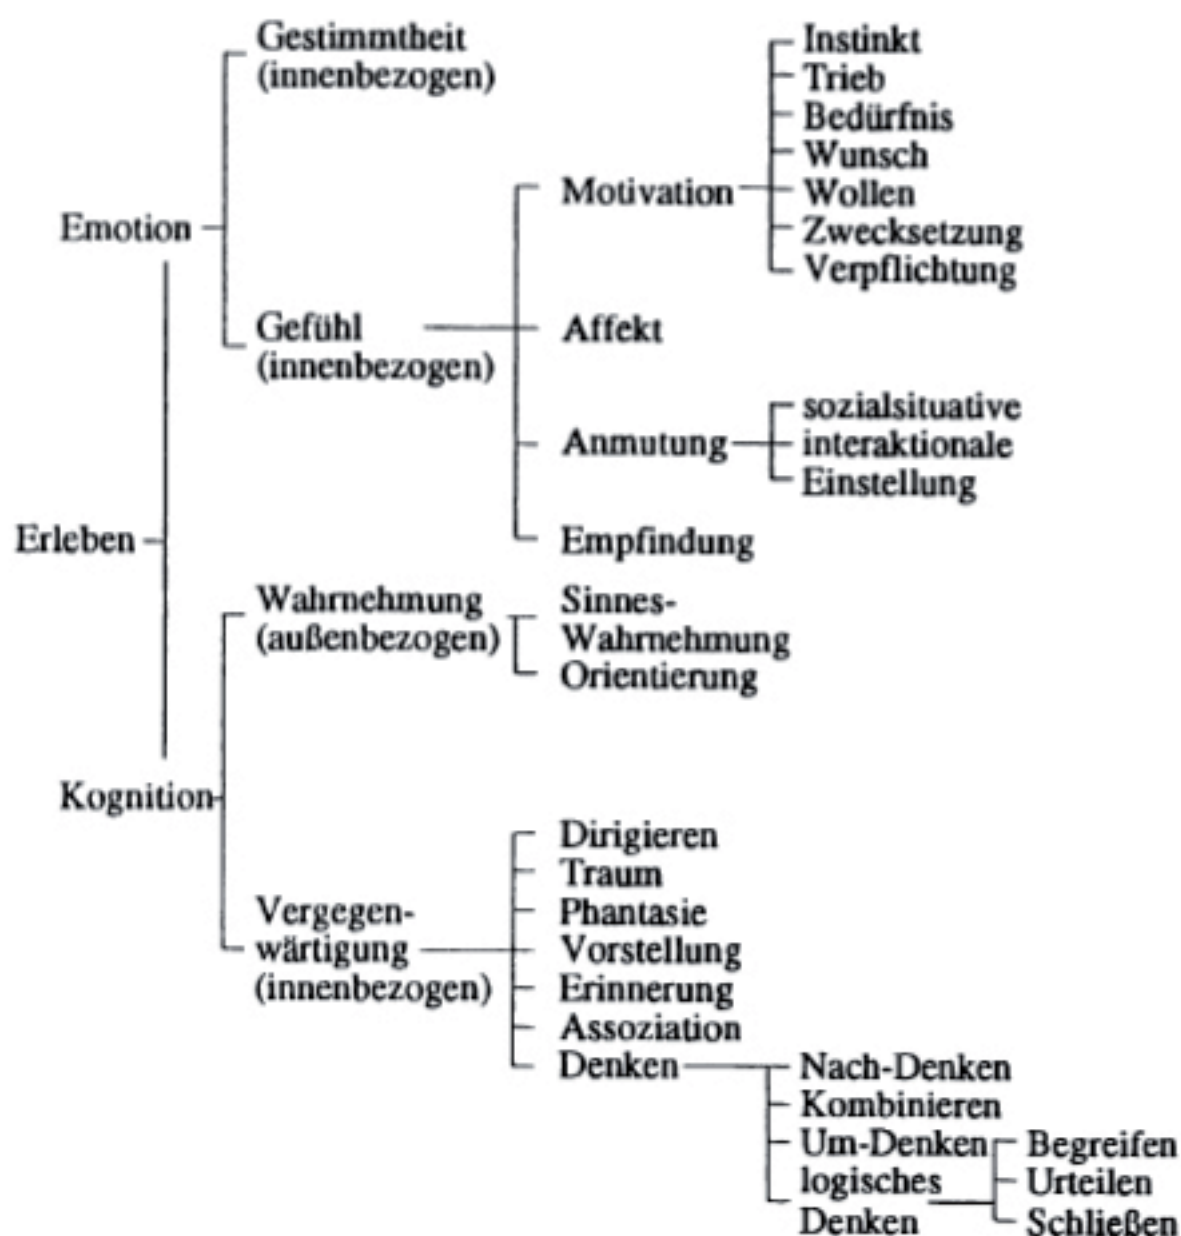 Gestimmtheit
(innenbezogen)
Instinkt
Trieb
Bedürfnis
Wunsch
Motivation
Wollen
Emotion
Zwecksetzung
Verpflichtung
Gefühl
(innenbezogen)
Affekt
sozialsituative
Anmutung
interaktionale
Einstellung
Erleben
Empfindung
Wahrnehmung
(außenbezogen)
Sinnes-
Wahrnehmung
Orientierung
Kognition
Dirigieren
Traum
Vergegen-
wärtigung
(innenbezogen)
Phantasie
Vorstellung
Erinnerung
Assoziation
Denken
Nach-Denken
Kombinieren
Um-Denken
logisches
Denken
Begreifen
Urteilen
Schließen